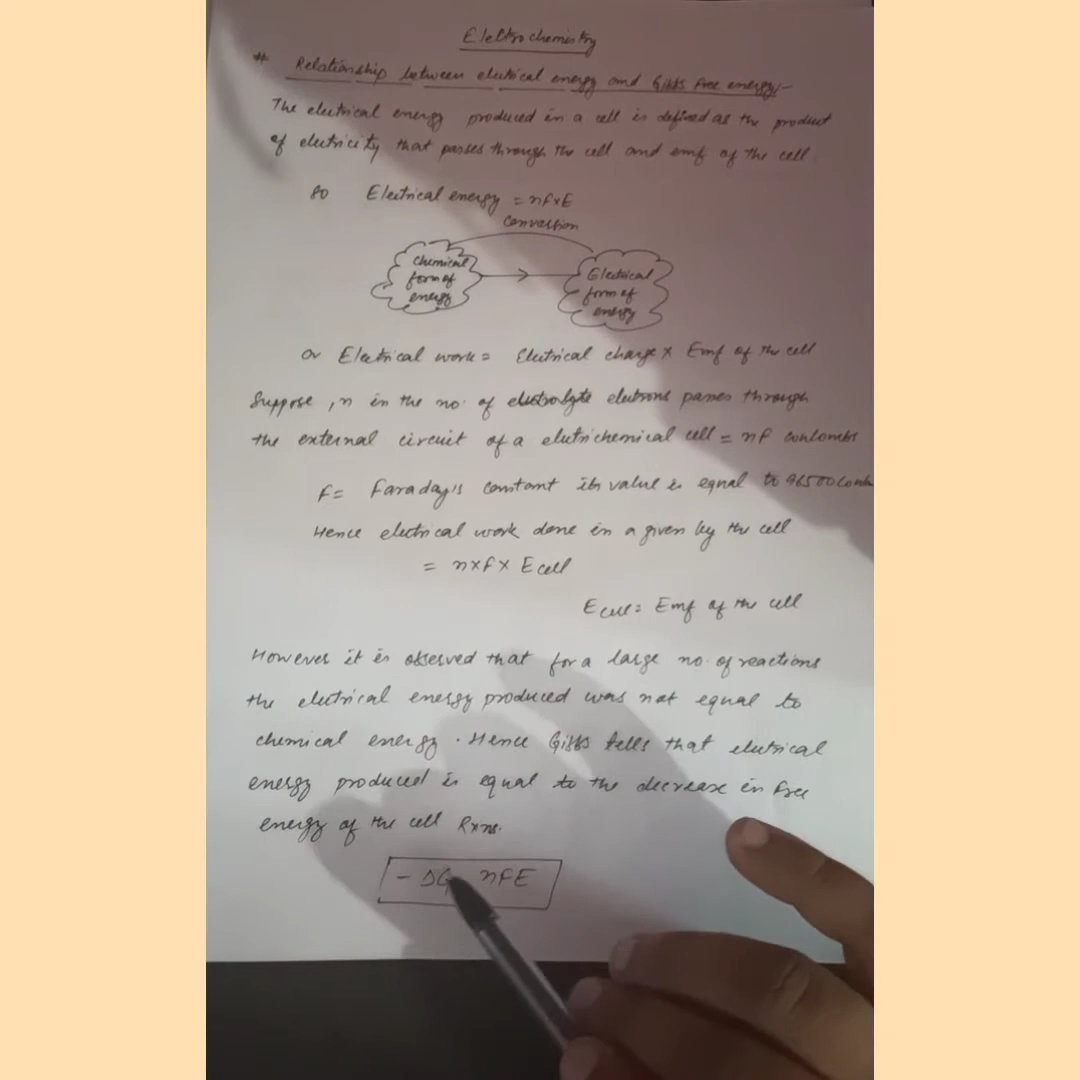 Electrochemistry
# Relationship between electrical energy and Gibbs Free energy:-
The electrical energy produced in a cell is defined as the product
of electricity that passes through the cell and emf of the cell
So Electrical energy = nF×E
Convertion
Chemical
form of
energy
Electrical
form of
energy
Or Electrical work = Electrical charge × Emf of the cell
Suppose, n in the no. of electrons passes through
the external circuit of a eletrichemical cell = nF coulombs
F = Faraday's constant its value is equal to 96500
Hence electrical work done in a given by the cell
= n×F× Ecell
Ecell = Emf of the cell
However it is observed that for a large no. of reactions
the electrical energy produced was not equal to
chemical energy. Hence Gibbs tells that electrical
energy produced is equal to the decrease in free
energy of the cell Rxns.
- ΔG nFE